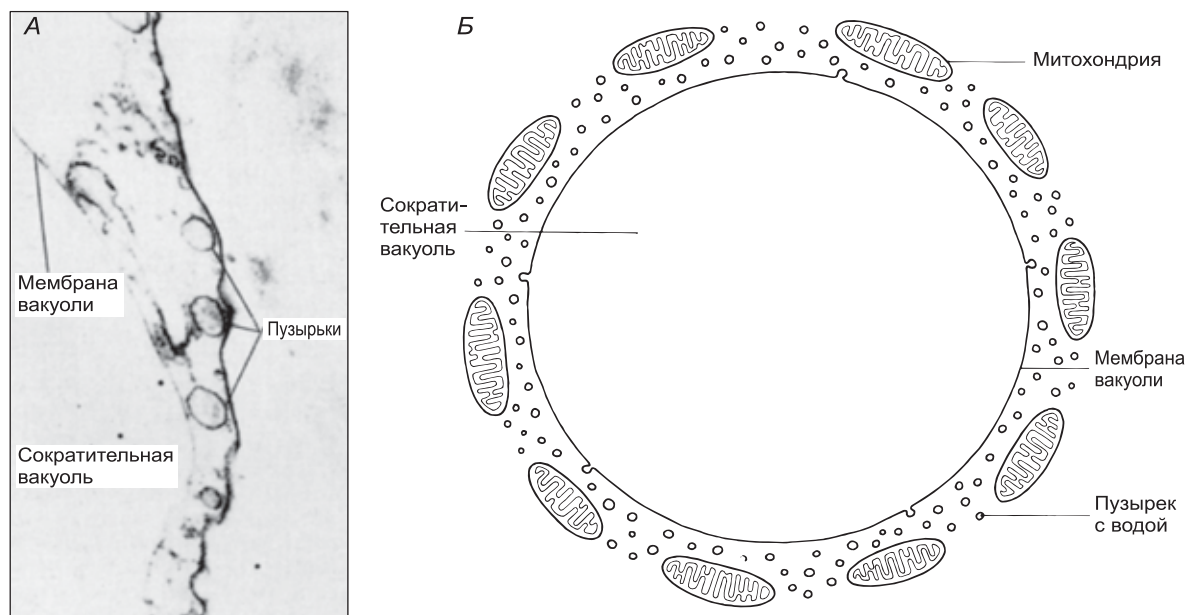 А
Мембрана
вакуоли
Пузырьки
Сократительная
вакуоль
Б
Митохондрия
Сократи-
тельная
вакуоль
Мембрана
вакуоли
Пузырек
с водой